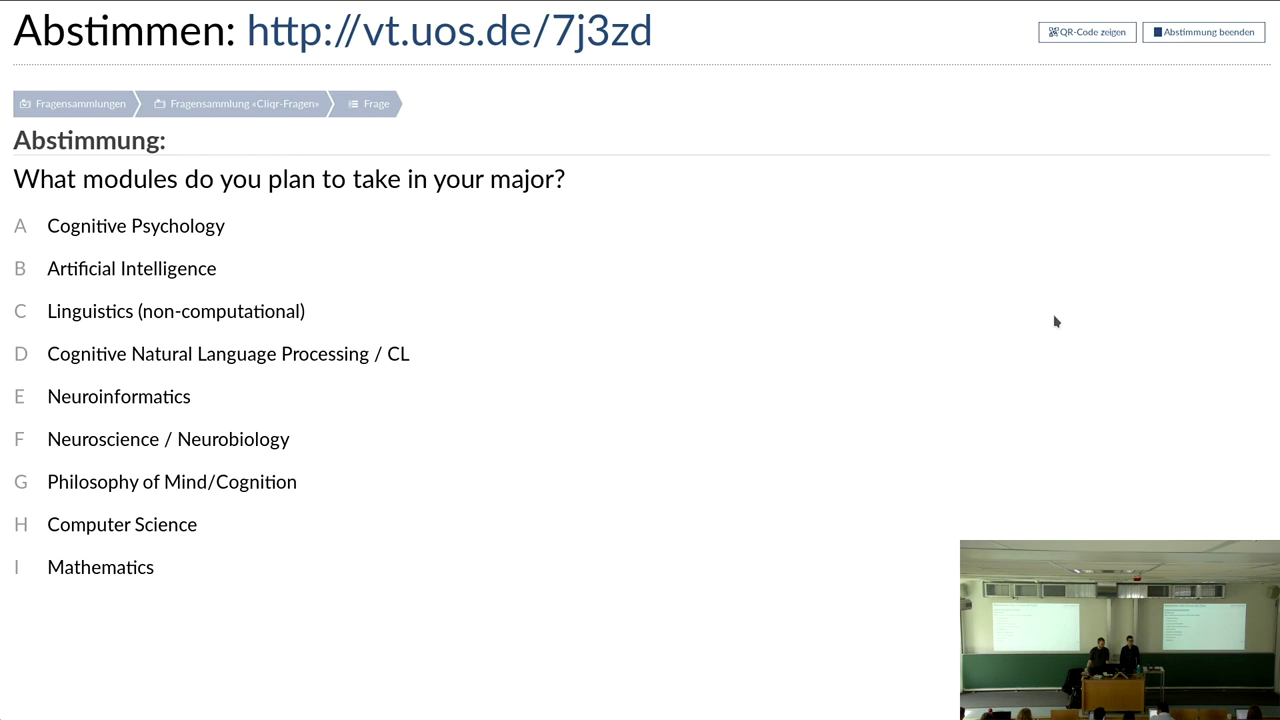 Abstimmen: http://vt.uos.de/7j3zd
QR-Code zeigen
Abstimmung beenden
Fragensammlungen
Fragensammlung «Cliqr-Fragen»
Frage
Abstimmung:
What modules do you plan to take in your major?
A Cognitive Psychology
B Artificial Intelligence
C Linguistics (non-computational)
D Cognitive Natural Language Processing / CL
E Neuroinformatics
F Neuroscience / Neurobiology
G Philosophy of Mind/Cognition
H Computer Science
I Mathematics